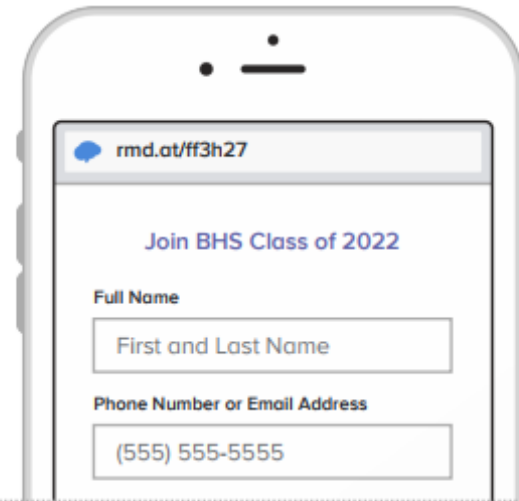 rmd.at/ff3h27
Join BHS Class of 2022
Full Name
First and Last Name
Phone Number or Email Address
(555) 555-5555